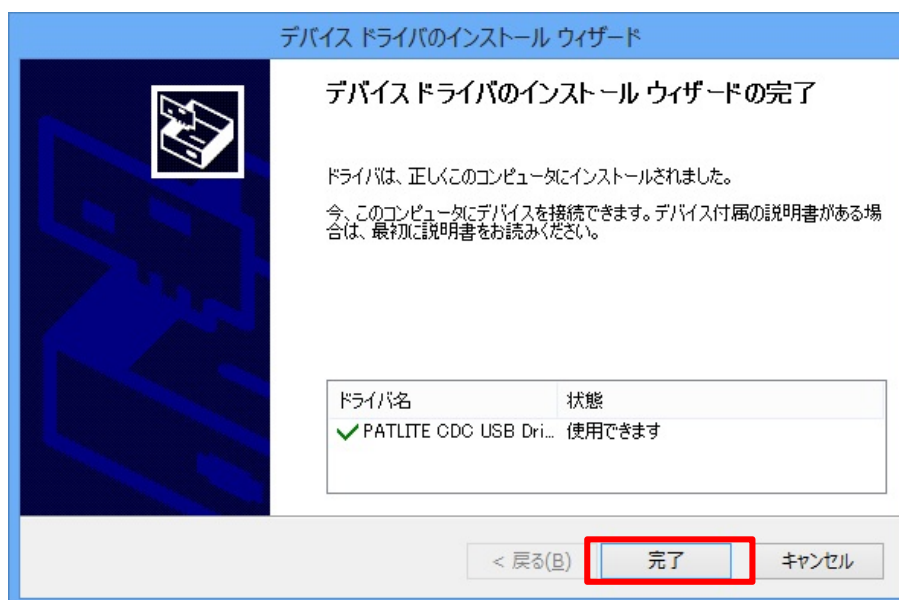 デバイス ドライバのインストール ウィザード
デバイス ドライバのインストール ウィザードの完了
ドライバは、正しくこのコンピュータにインストールされました。
今、このコンピュータにデバイスを接続できます。デバイス付属の説明書がある場
合は、最初に説明書をお読みください。
ドライバ名 状態
PATLITE CDC USB Dri... 使用できます
< 戻る(B) 完了 キャンセル